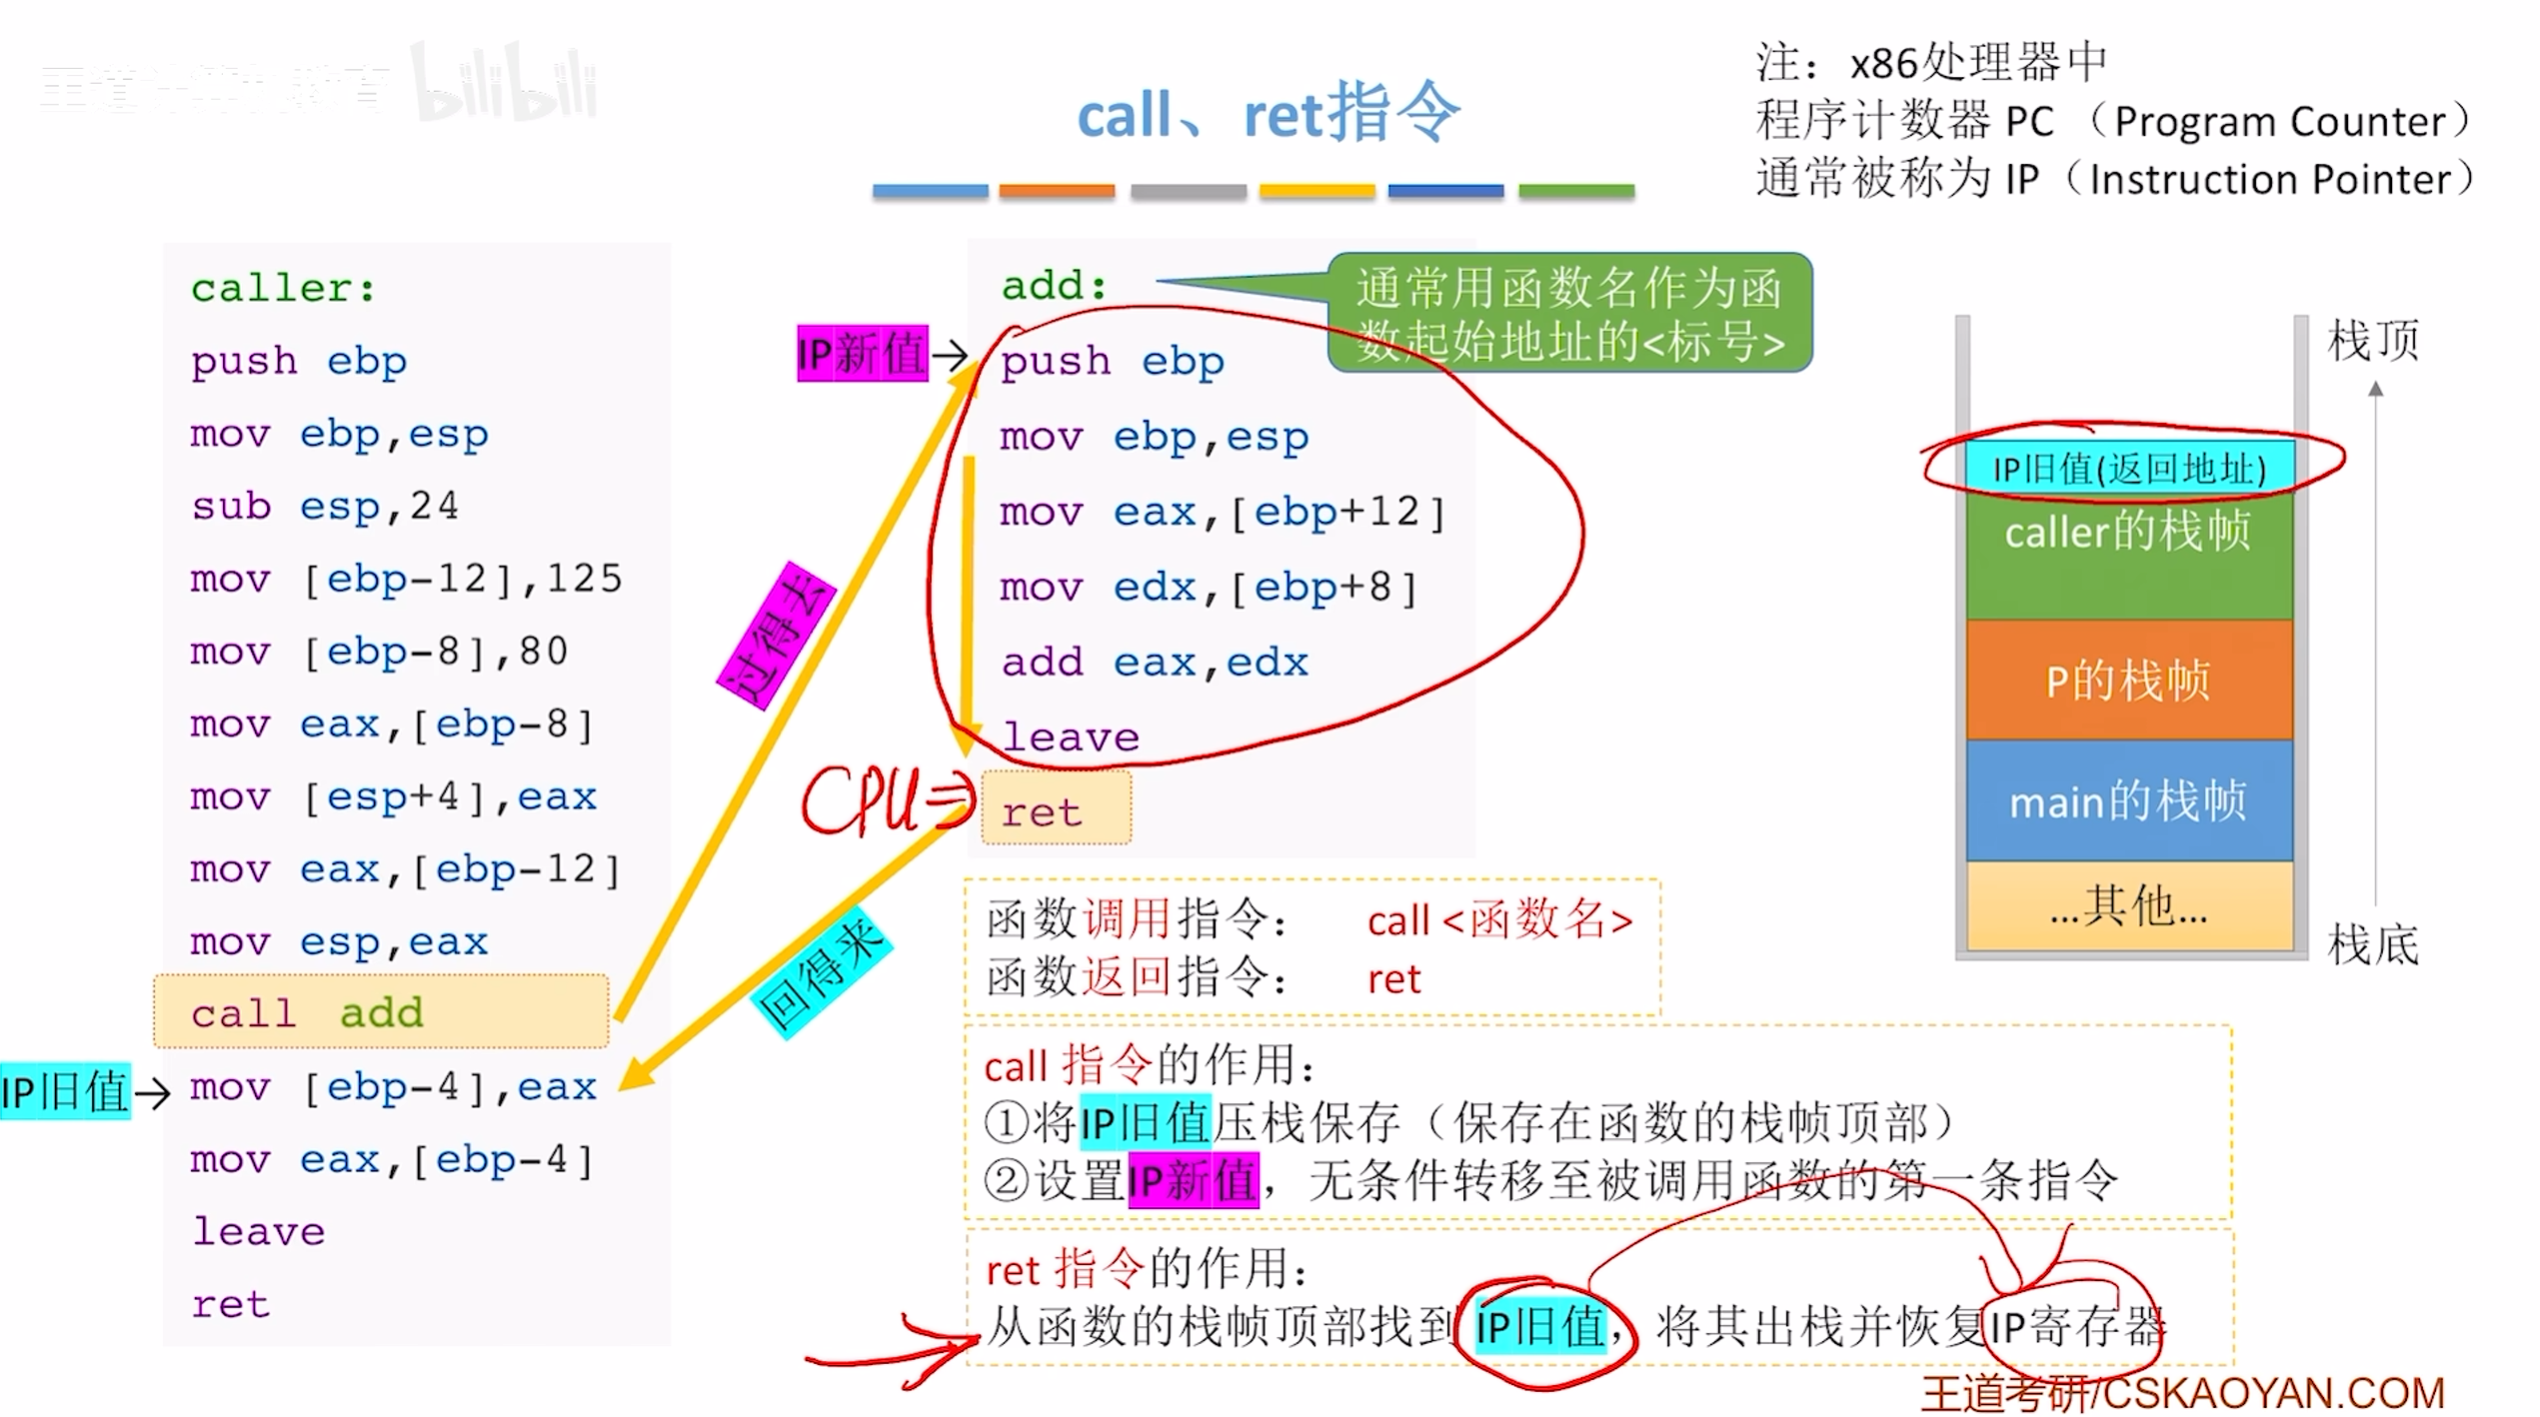 王道计算机教育 bilibili
call、ret指令
注：x86处理器中
程序计数器 PC （Program Counter）
通常被称为 IP（Instruction Pointer）
caller:
push ebp
mov ebp,esp
sub esp,24
mov [ebp-12],125
mov [ebp-8],80
mov eax,[ebp-8]
mov [esp+4],eax
mov eax,[ebp-12]
mov esp,eax
call add
IP旧值→
mov [ebp-4],eax
mov eax,[ebp-4]
leave
ret
过得去
回得来
add:
通常用函数名作为函
数起始地址的<标号>
IP新值→
push ebp
mov ebp,esp
mov eax,[ebp+12]
mov edx,[ebp+8]
add eax,edx
leave
CPU⇒
ret
栈顶
IP旧值(返回地址)
caller的栈帧
P的栈帧
main的栈帧
...其他...
栈底
函数调用指令： call <函数名>
函数返回指令： ret
call 指令的作用：
①将IP旧值压栈保存（保存在函数的栈帧顶部）
②设置IP新值，无条件转移至被调用函数的第一条指令
ret 指令的作用：
从函数的栈帧顶部找到 IP旧值，将其出栈并恢复IP寄存器
王道考研/CSKAOYAN.COM